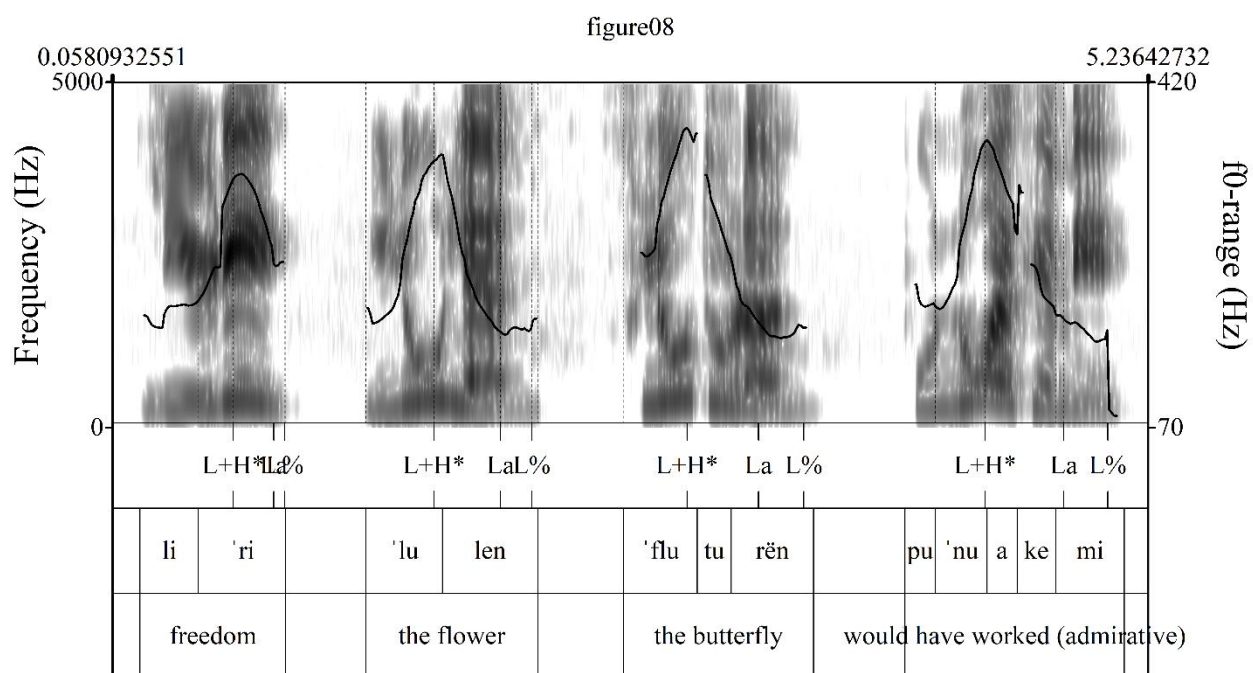 figure08
0.0580932551 5.23642732
5000 420
Frequency (Hz)
f0-range (Hz)
0 70
L+H* La L% L+H* La L% L+H* La L% L+H* La L%
li ˈri ˈlu len ˈflu tu rën pu ˈnu a ke mi
freedom the flower the butterfly would have worked (admirative)